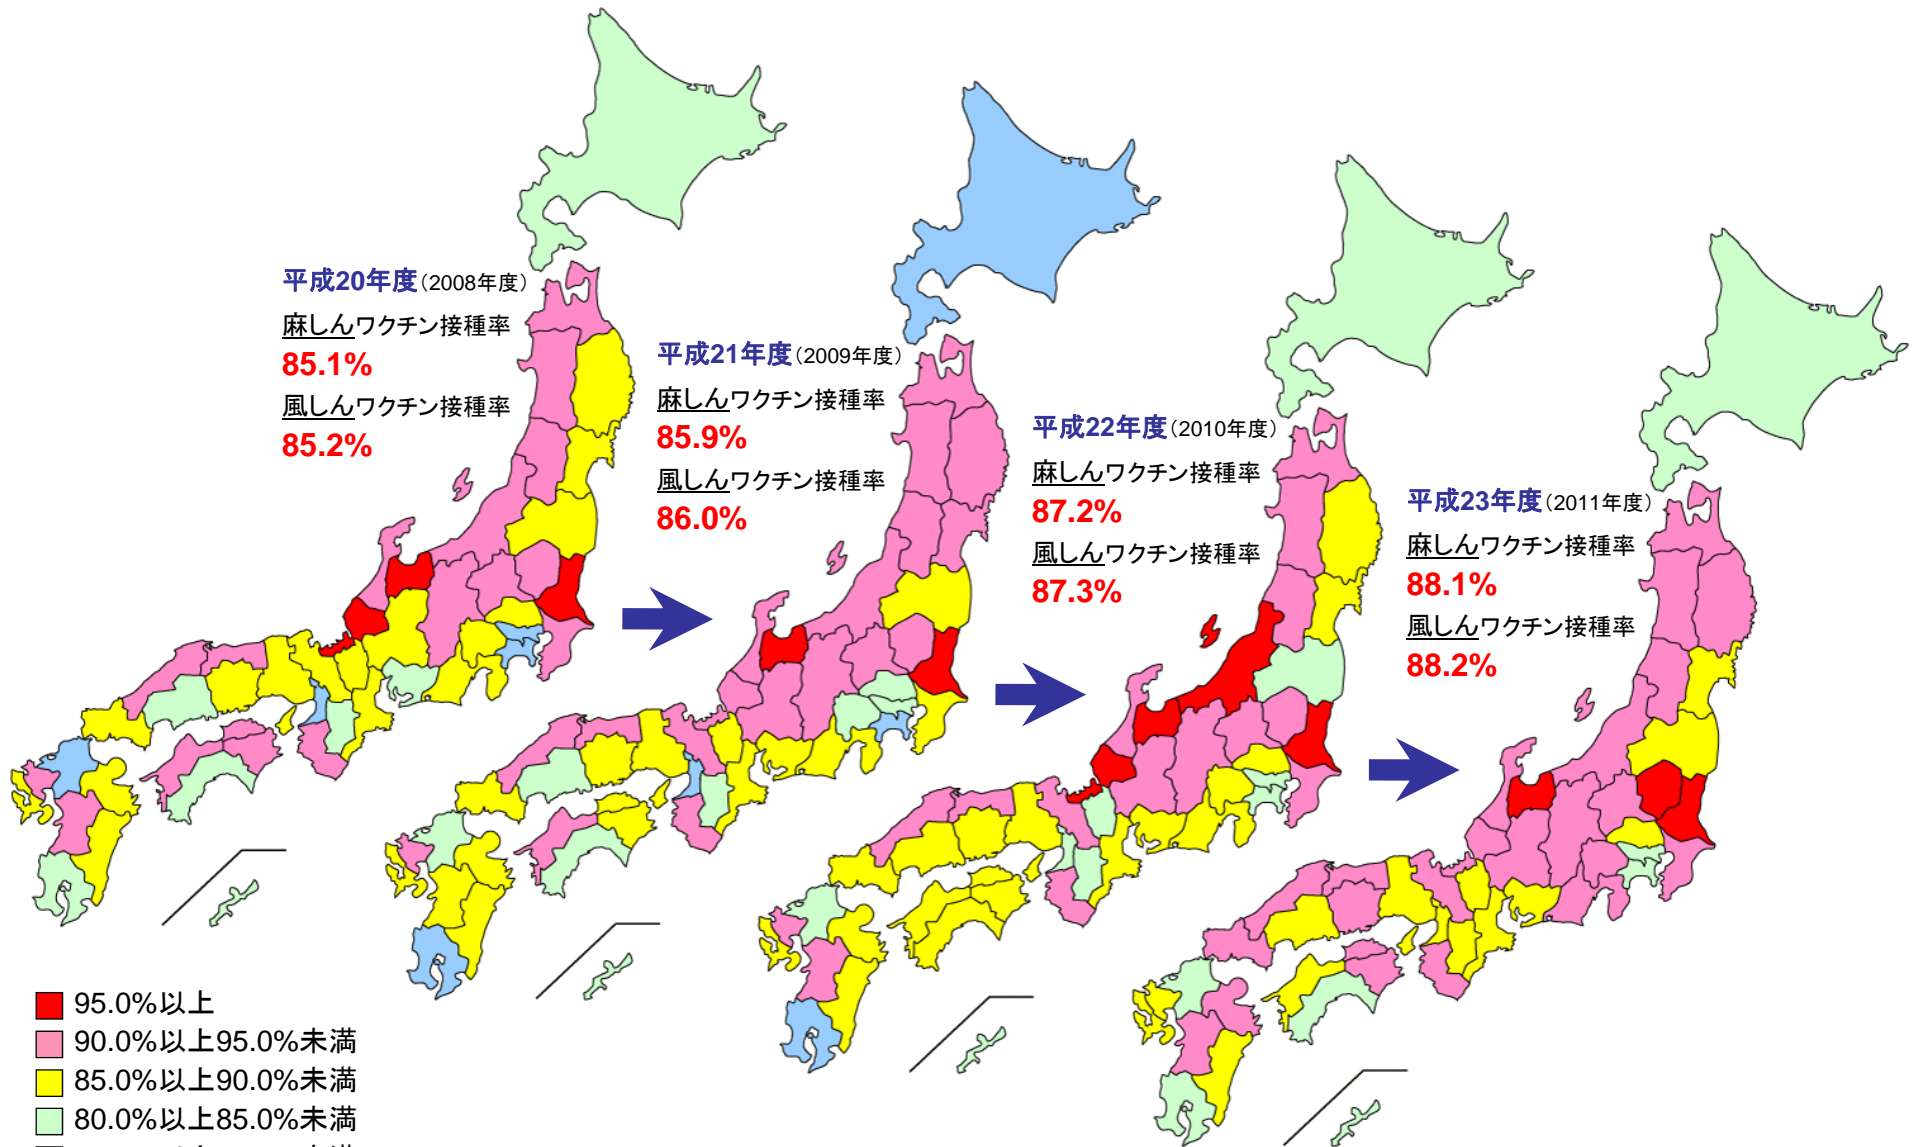 平成20年度（2008年度）
麻しんワクチン接種率
85.1%
風しんワクチン接種率
85.2%
平成21年度（2009年度）
麻しんワクチン接種率
85.9%
風しんワクチン接種率
86.0%
平成22年度（2010年度）
麻しんワクチン接種率
87.2%
風しんワクチン接種率
87.3%
平成23年度（2011年度）
麻しんワクチン接種率
88.1%
風しんワクチン接種率
88.2%
95.0%以上
90.0%以上95.0%未満
85.0%以上90.0%未満
80.0%以上85.0%未満